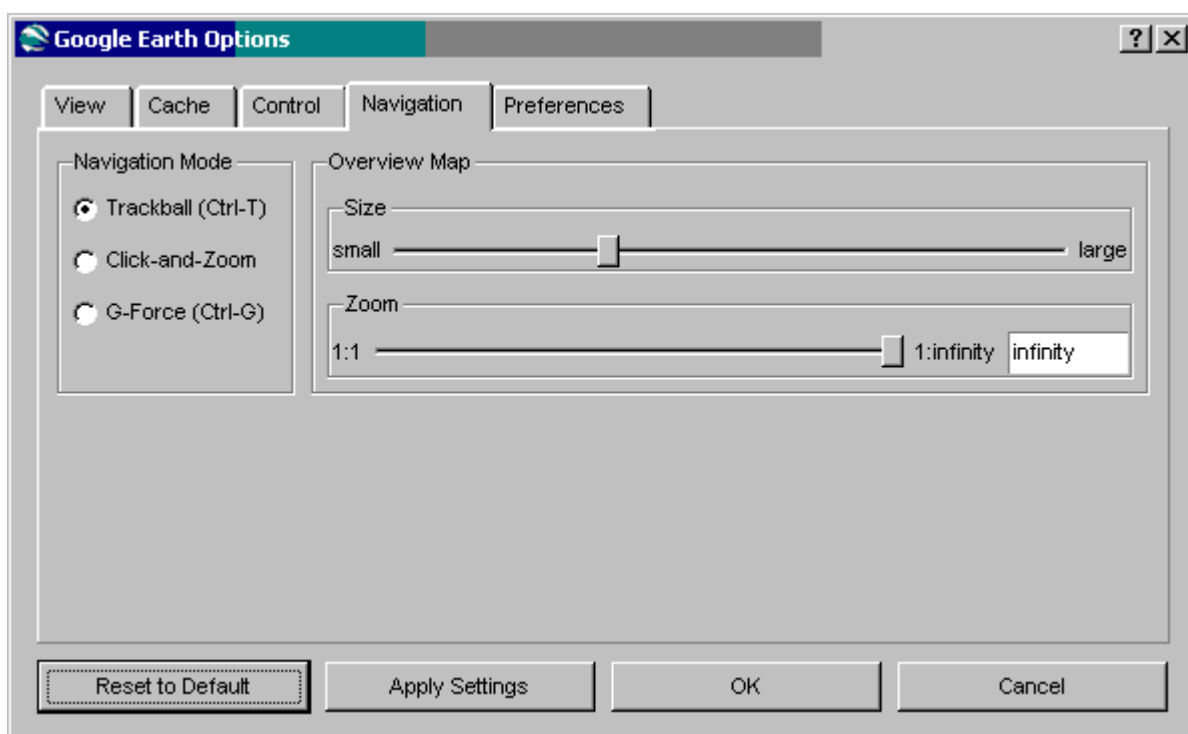 Google Earth Options
View Cache Control Navigation Preferences
Navigation Mode
Trackball (Ctrl-T)
Click-and-Zoom
G-Force (Ctrl-G)
Overview Map
Size
small large
Zoom
1:1 1:infinity infinity
Reset to Default Apply Settings OK Cancel